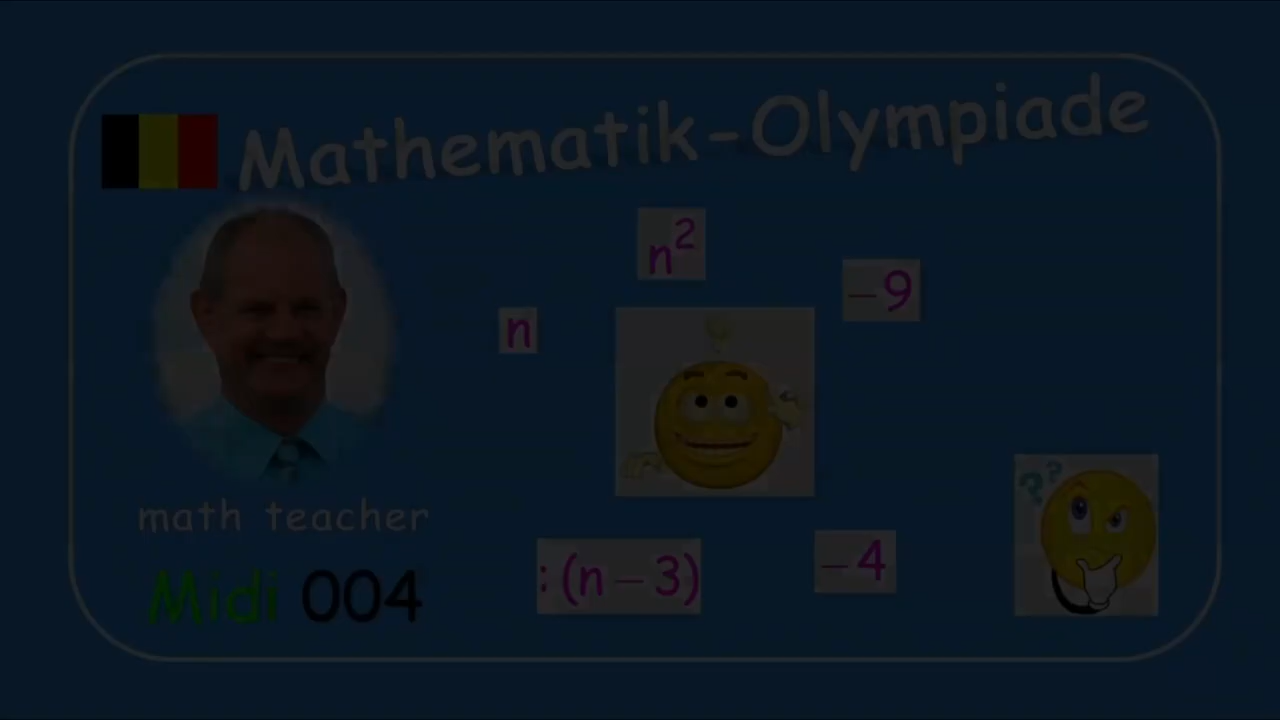 Mathematik-Olympiade
n²
-9
n
? ?
math teacher
Midi 004
:(n-3)
-4